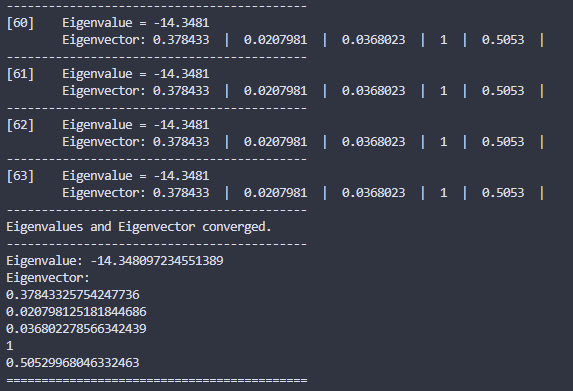 -------------------------------------------
[60]    Eigenvalue = -14.3481
        Eigenvector: 0.378433  |  0.0207981  |  0.0368023  |  1  |  0.5053  |
-------------------------------------------
[61]    Eigenvalue = -14.3481
        Eigenvector: 0.378433  |  0.0207981  |  0.0368023  |  1  |  0.5053  |
-------------------------------------------
[62]    Eigenvalue = -14.3481
        Eigenvector: 0.378433  |  0.0207981  |  0.0368023  |  1  |  0.5053  |
-------------------------------------------
[63]    Eigenvalue = -14.3481
        Eigenvector: 0.378433  |  0.0207981  |  0.0368023  |  1  |  0.5053  |
-------------------------------------------
Eigenvalues and Eigenvector converged.
-------------------------------------------
Eigenvalue: -14.348097234551389
Eigenvector:
0.37843325754247736
0.020798125181844686
0.036802278566342439
1
0.50529968046332463
===========================================